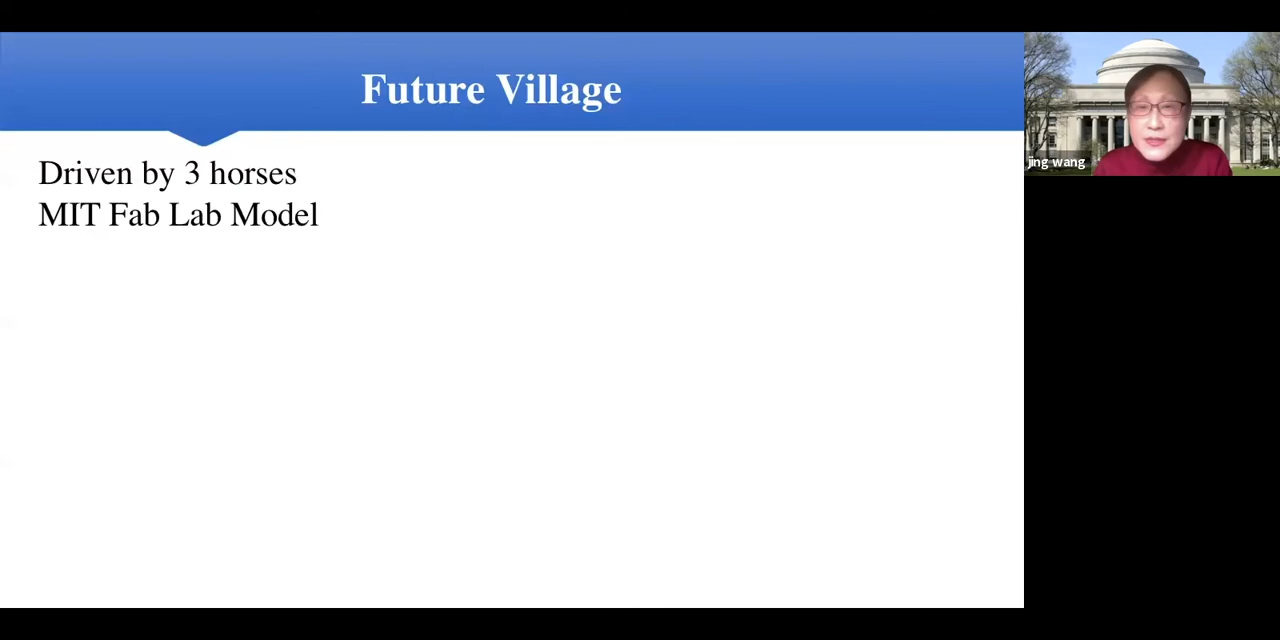 Future Village
Driven by 3 horses
MIT Fab Lab Model
jing wang